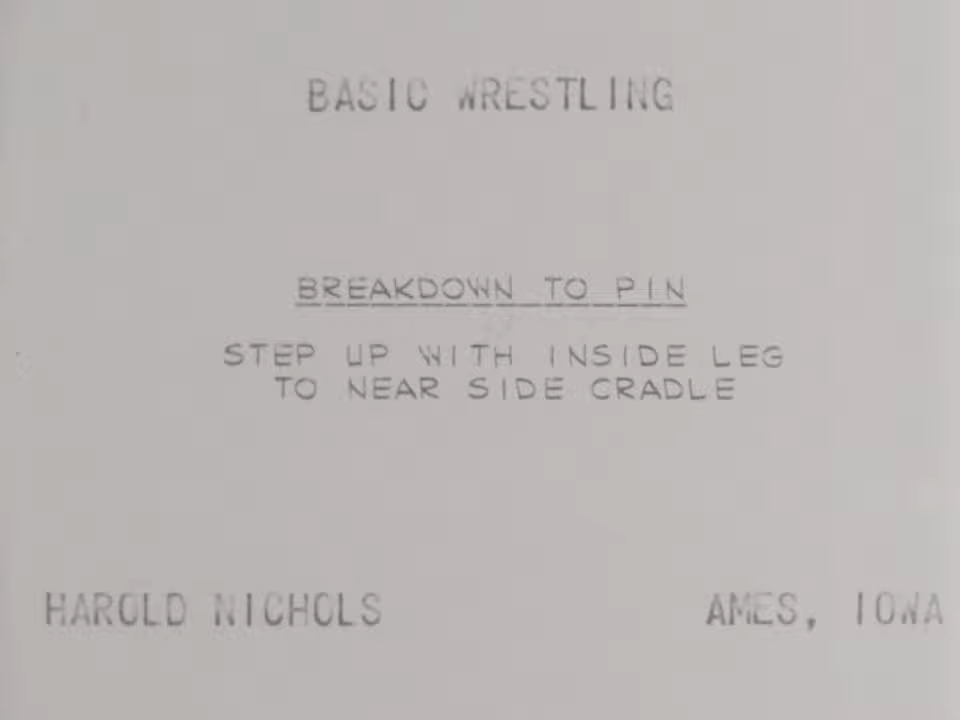 BASIC WRESTLING
BREAKDOWN TO PIN
STEP UP WITH INSIDE LEG
TO NEAR SIDE CRADLE
HAROLD NICHOLS
AMES, IOWA